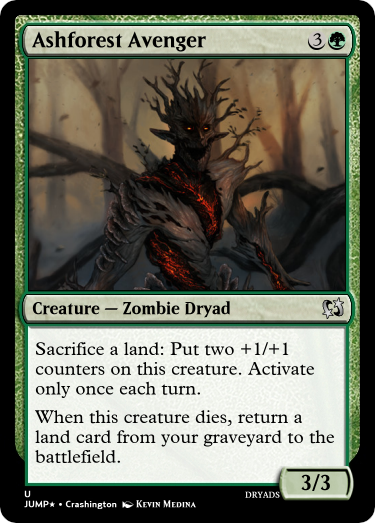 Ashforest Avenger 3
Creature — Zombie Dryad
Sacrifice a land: Put two +1/+1
counters on this creature. Activate
only once each turn.
When this creature dies, return a
land card from your graveyard to the
battlefield.
3/3
U
DRYADS
JUMP★ • Crashington Kevin Medina